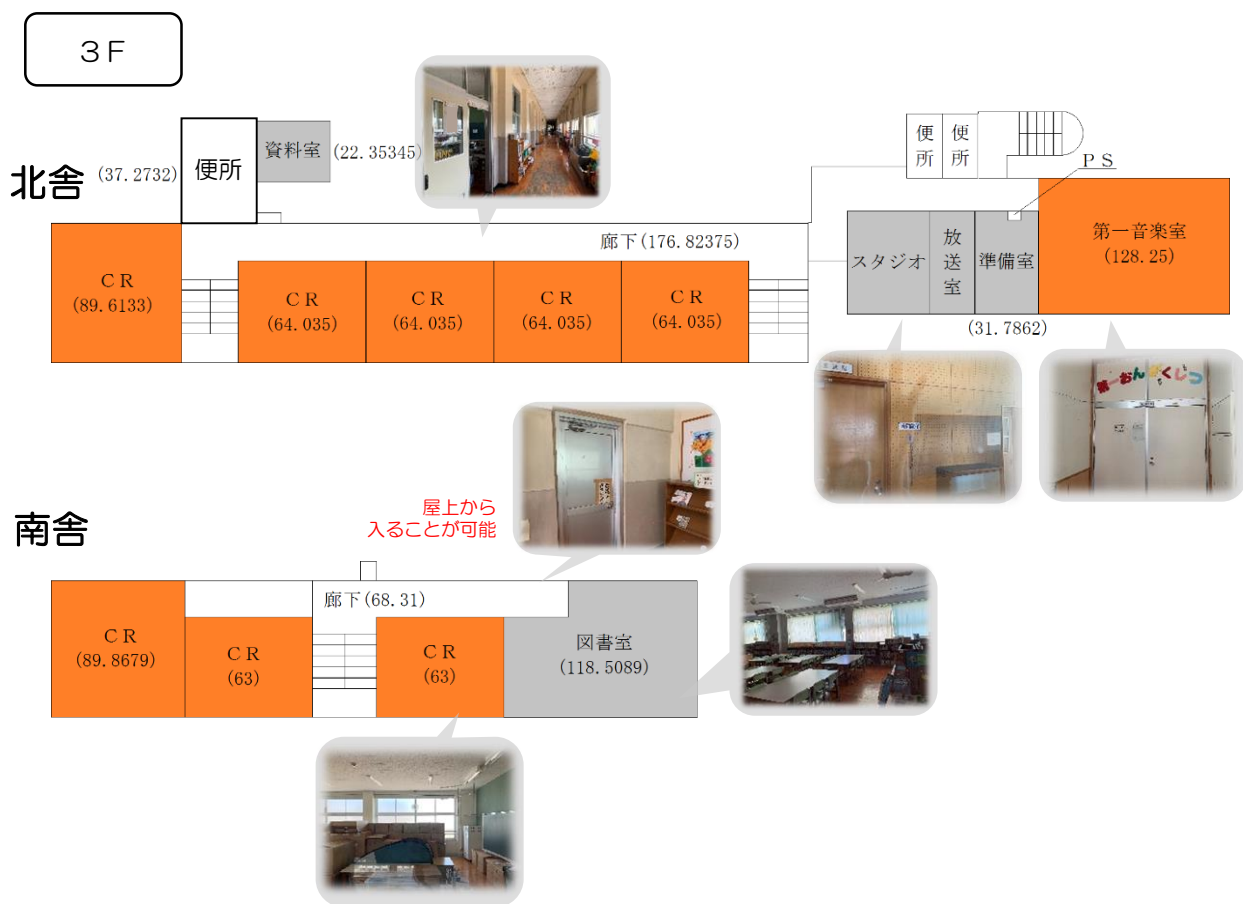 ３Ｆ
北舎
(37.2732)
便所
資料室
(22.35345)
便所
便所
ＰＳ
ＣＲ
(89.6133)
廊下(176.82375)
ＣＲ
(64.035)
ＣＲ
(64.035)
ＣＲ
(64.035)
ＣＲ
(64.035)
スタジオ
放送室
準備室
(31.7862)
第一音楽室
(128.25)
第一おんがくしつ
南舎
屋上から
入ることが可能
ＣＲ
(89.8679)
廊下(68.31)
ＣＲ
(63)
ＣＲ
(63)
図書室
(118.5089)